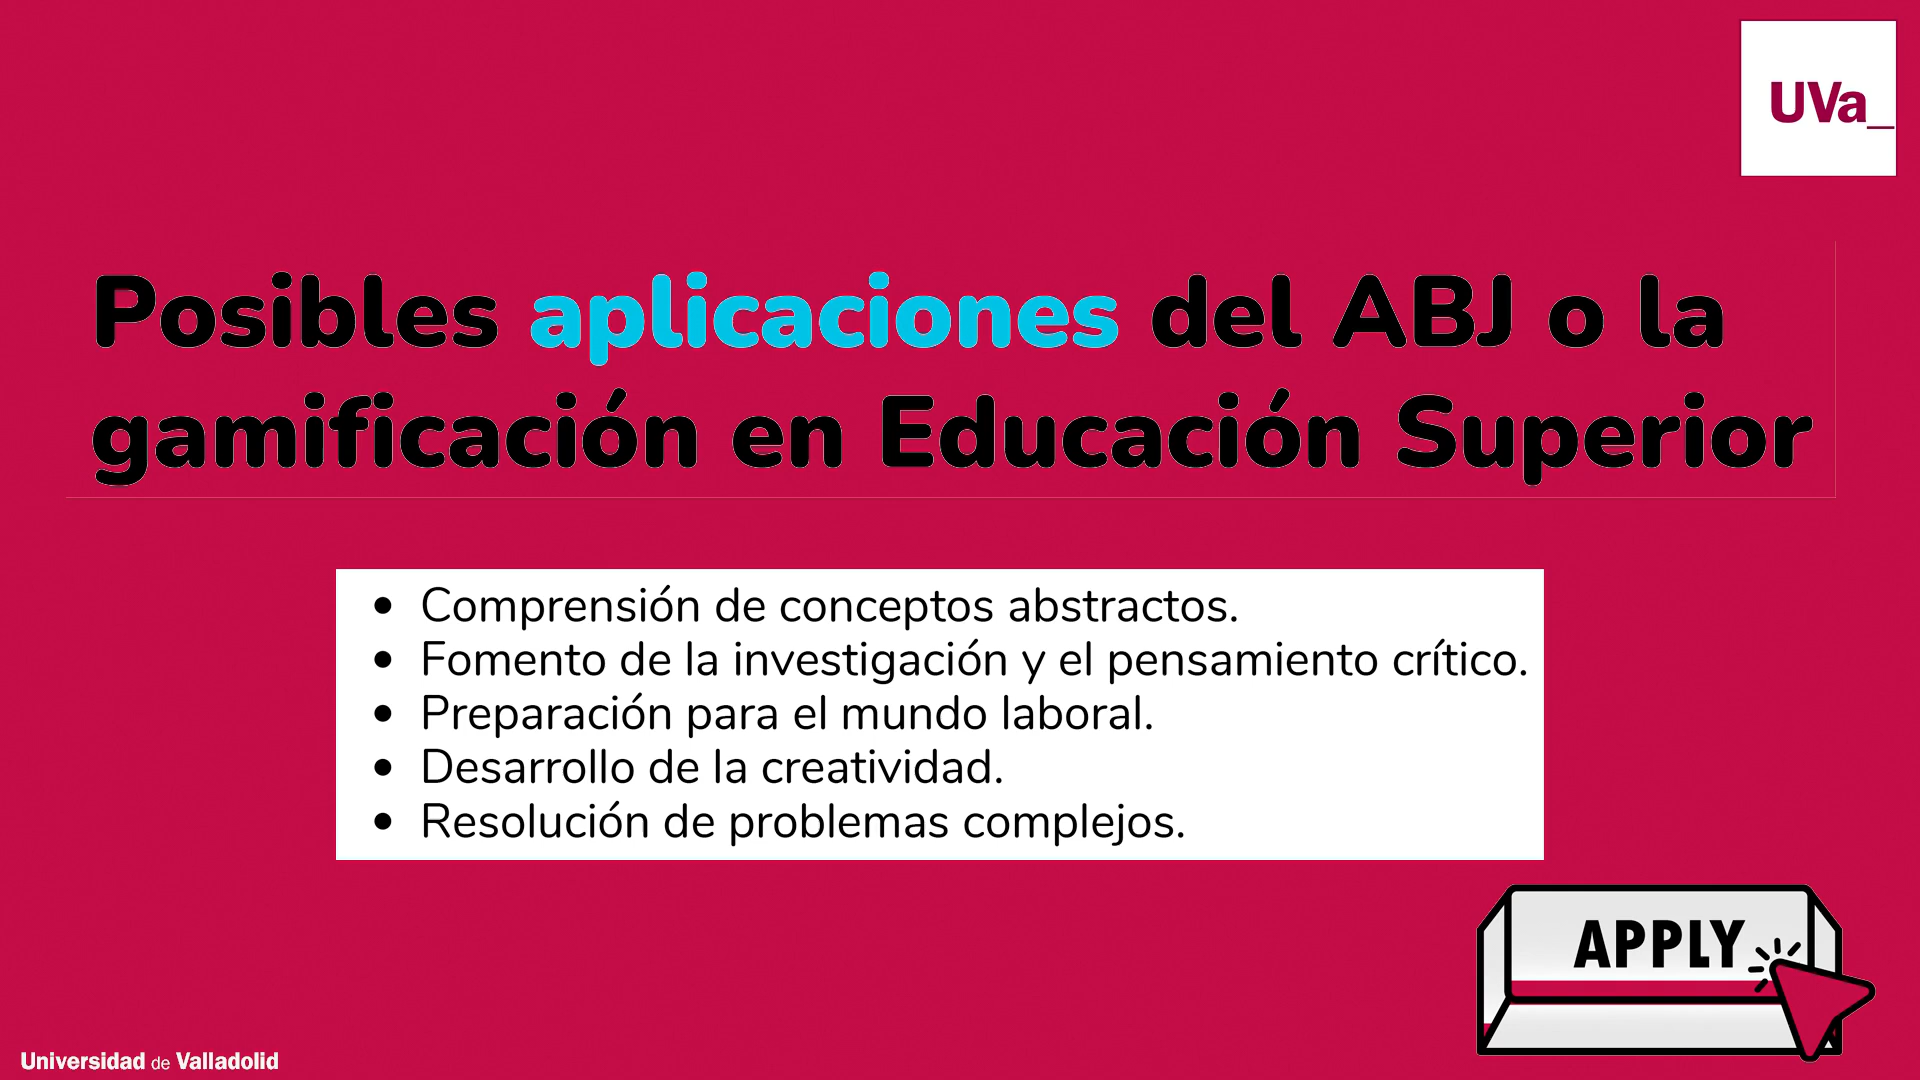 UVa_
Posibles aplicaciones del ABJ o la
gamificación en Educación Superior
• Comprensión de conceptos abstractos.
• Fomento de la investigación y el pensamiento crítico.
• Preparación para el mundo laboral.
• Desarrollo de la creatividad.
• Resolución de problemas complejos.
APPLY
Universidad de Valladolid